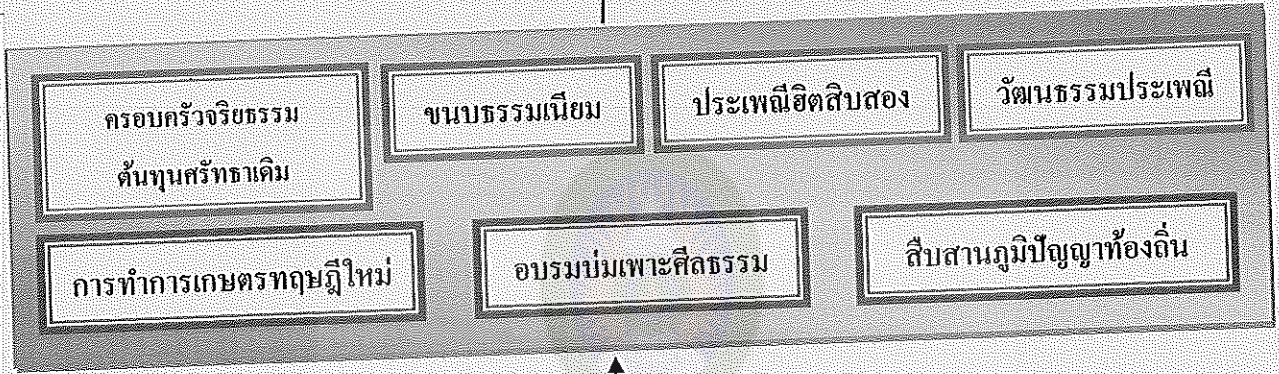 ครอบครัวจริยธรรม
ต้นทุนศรัทธาเดิม
ขนบธรรมเนียม
ประเพณีฮิตสิบสอง
วัฒนธรรมประเพณี
การทำการเกษตรทฤษฎีใหม่
อบรมบ่มเพาะศีลธรรม
สืบสานภูมิปัญญาท้องถิ่น